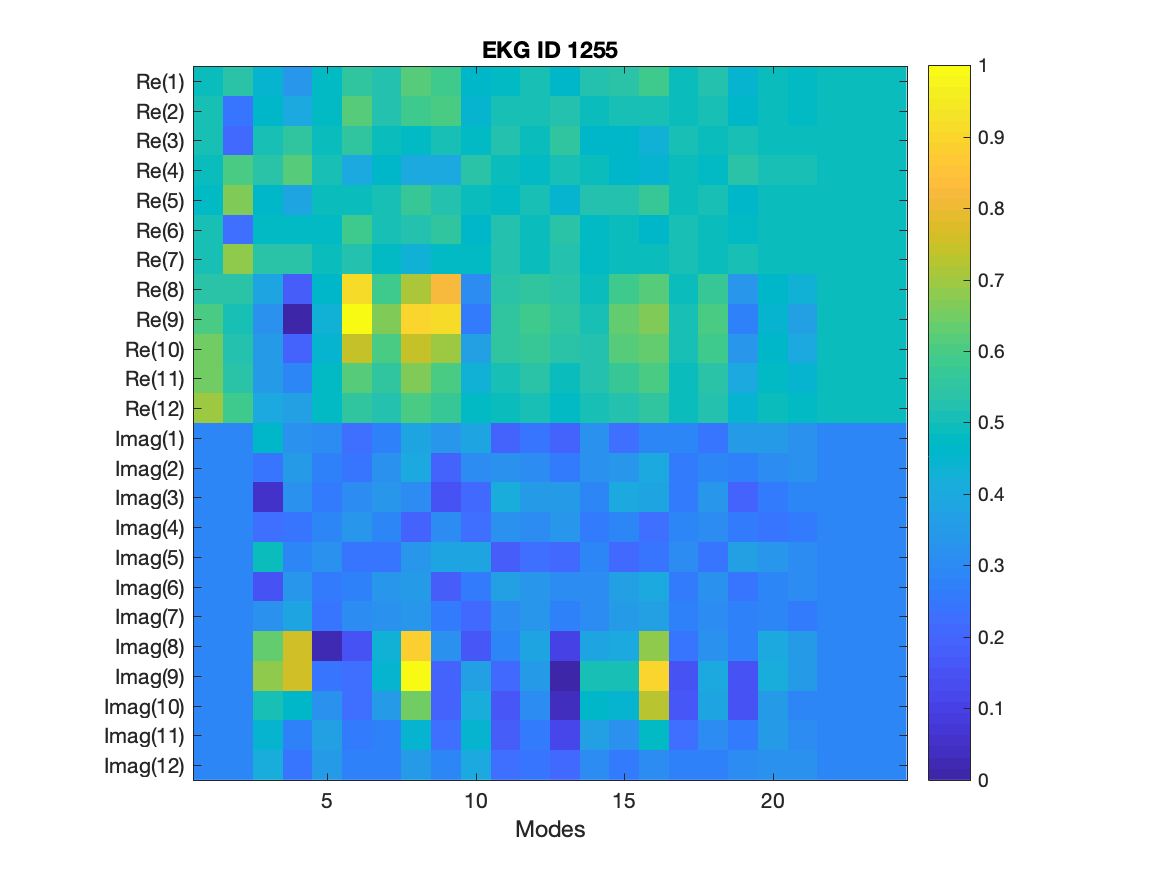 EKG ID 1255
Re(1)
Re(2)
Re(3)
Re(4)
Re(5)
Re(6)
Re(7)
Re(8)
Re(9)
Re(10)
Re(11)
Re(12)
Imag(1)
Imag(2)
Imag(3)
Imag(4)
Imag(5)
Imag(6)
Imag(7)
Imag(8)
Imag(9)
Imag(10)
Imag(11)
Imag(12)
5 10 15 20
Modes
1
0.9
0.8
0.7
0.6
0.5
0.4
0.3
0.2
0.1
0